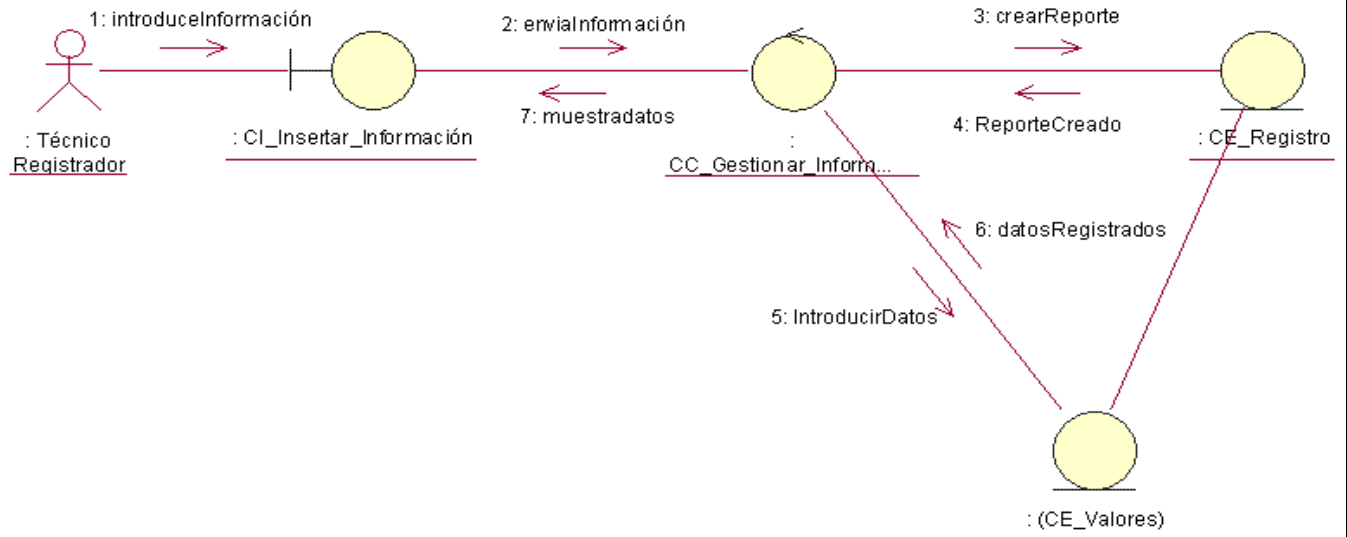 1: introduceInformación
2: enviaInformación
3: crearReporte
7: muestradatos
4: ReporteCreado
: Técnico
Registrador
: CI_Insertar_Información
:
CC_Gestionar_Inform...
: CE_Registro
6: datosRegistrados
5: IntroducirDatos
: (CE_Valores)